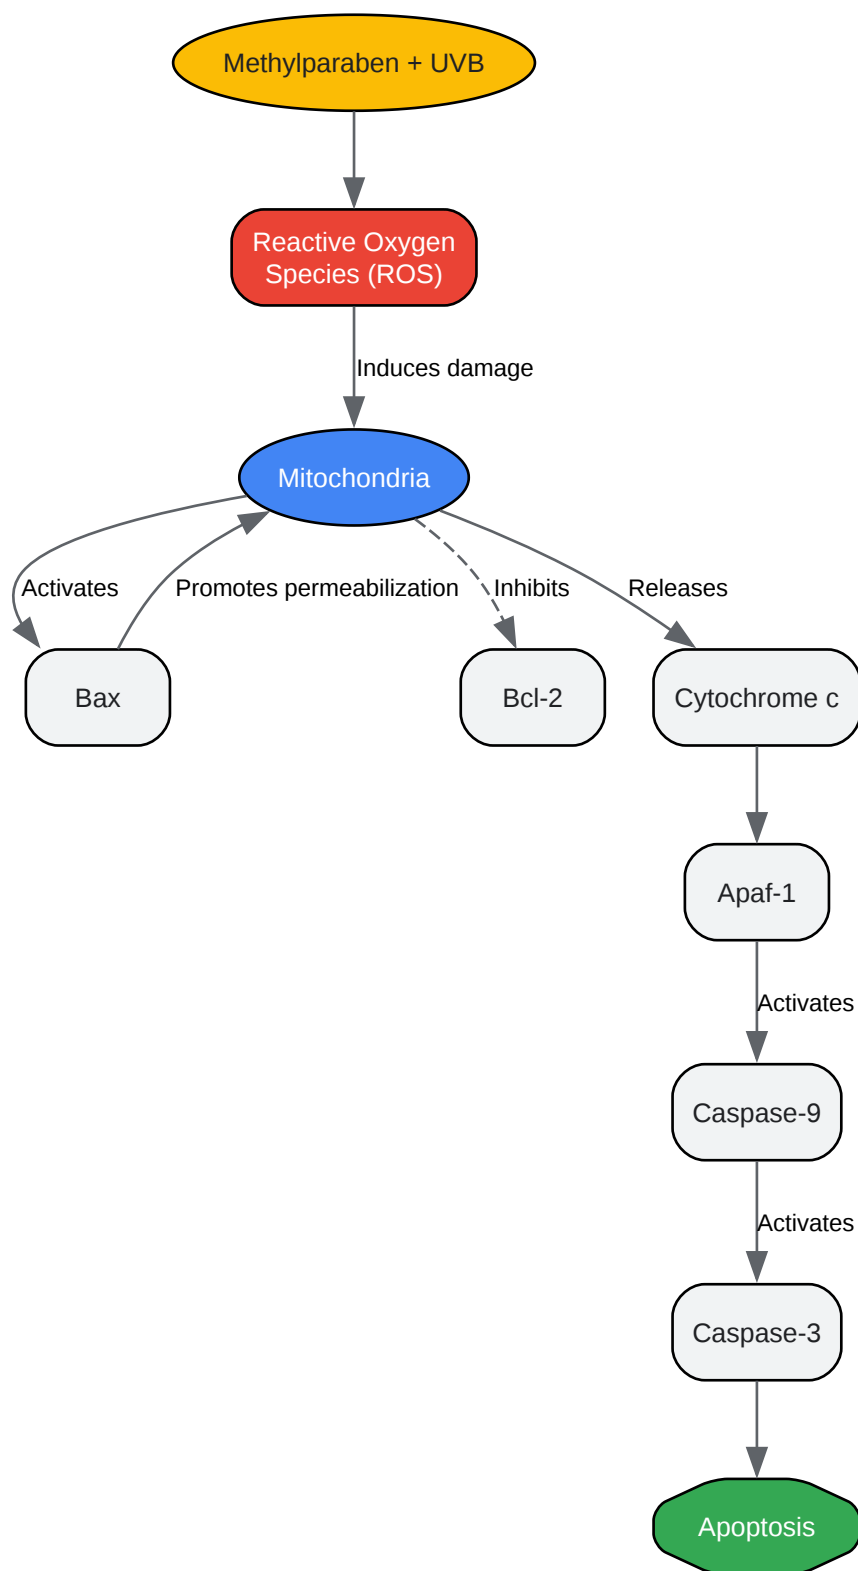 Methylparaben + UVB
Reactive Oxygen
Species (ROS)
Induces damage
Mitochondria
Activates
Promotes permeabilization
Inhibits
Releases
Bax
Bcl-2
Cytochrome c
Apaf-1
Activates
Caspase-9
Activates
Caspase-3
Apoptosis